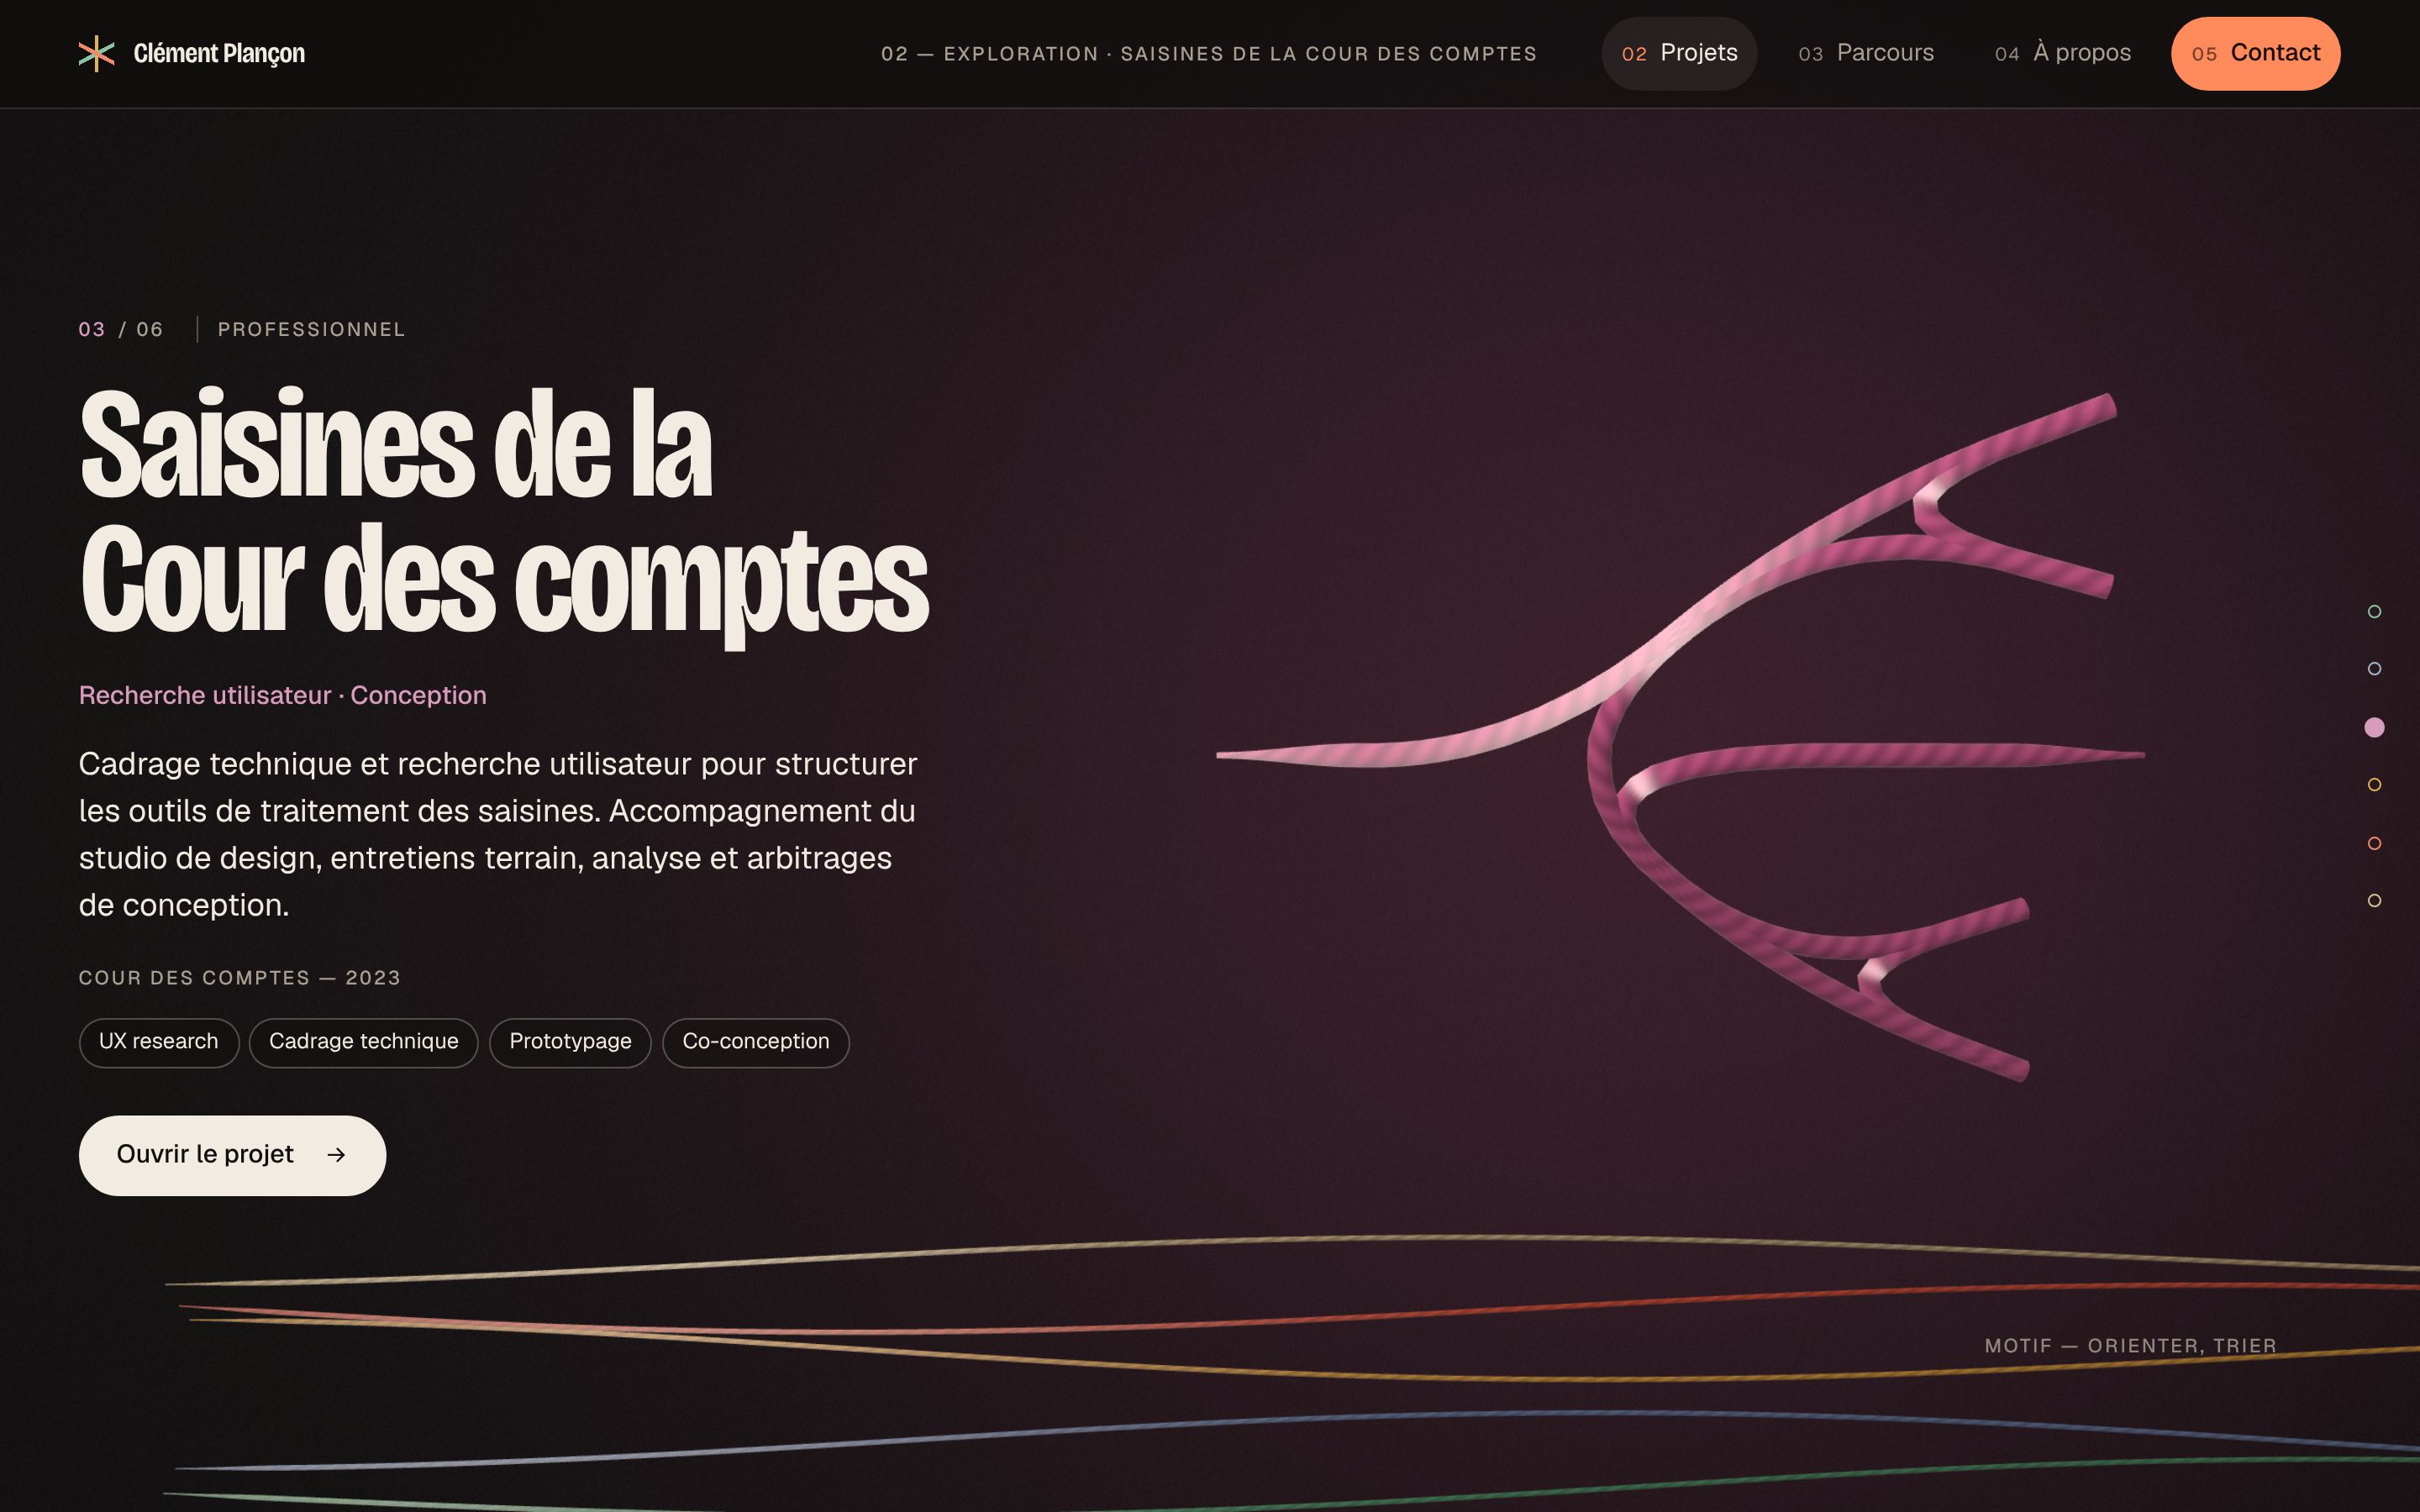 Clément Plançon
02 — EXPLORATION · SAISINES DE LA COUR DES COMPTES
02 Projets
03 Parcours
04 À propos
05 Contact
03 / 06
PROFESSIONNEL
Saisines de la
Cour des comptes
Recherche utilisateur · Conception
Cadrage technique et recherche utilisateur pour structurer
les outils de traitement des saisines. Accompagnement du
studio de design, entretiens terrain, analyse et arbitrages
de conception.
COUR DES COMPTES — 2023
UX research
Cadrage technique
Prototypage
Co-conception
Ouvrir le projet →
MOTIF — ORIENTER, TRIER